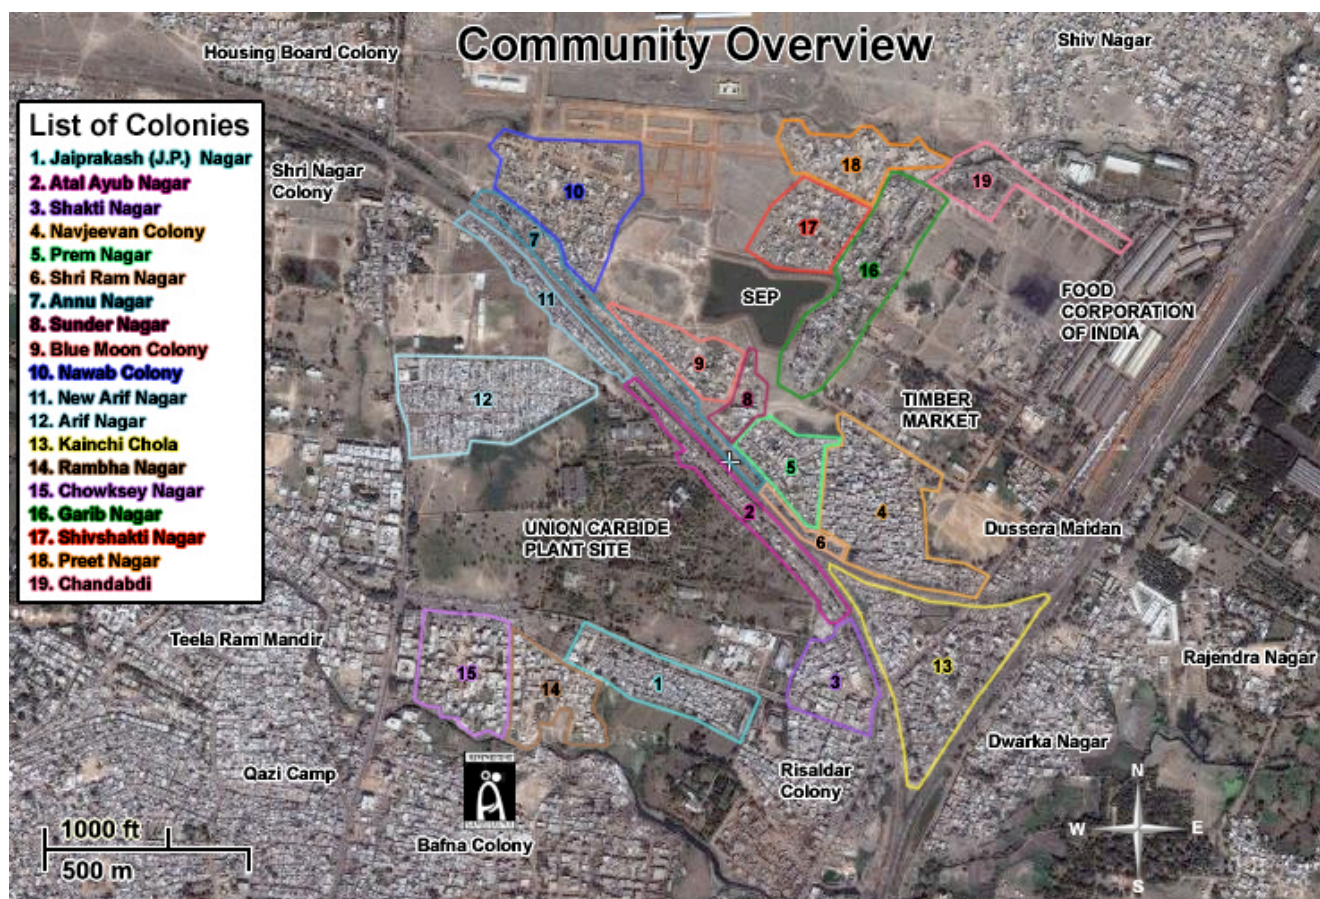 Community Overview
Housing Board Colony
Shiv Nagar
List of Colonies
1. Jaiprakash (J.P.) Nagar
2. Atal Ayub Nagar
3. Shakti Nagar
4. Navjeevan Colony
5. Prem Nagar
6. Shri Ram Nagar
7. Annu Nagar
8. Sunder Nagar
9. Blue Moon Colony
10. Nawab Colony
11. New Arif Nagar
12. Arif Nagar
13. Kainchi Chola
14. Rambha Nagar
15. Chowksey Nagar
16. Garib Nagar
17. Shivshakti Nagar
18. Preet Nagar
19. Chandabdi
Shri Nagar
Colony
18
19
10
17
7
16
11
SEP
FOOD
CORPORATION
OF INDIA
9
12
8
TIMBER
MARKET
5
2
4
6
UNION CARBIDE
PLANT SITE
Dussera Maidan
Teela Ram Mandir
Rajendra Nagar
15
14
1
3
13
Dwarka Nagar
Qazi Camp
Risaldar
Colony
Bafna Colony
N
W
E
S
1000 ft
500 m